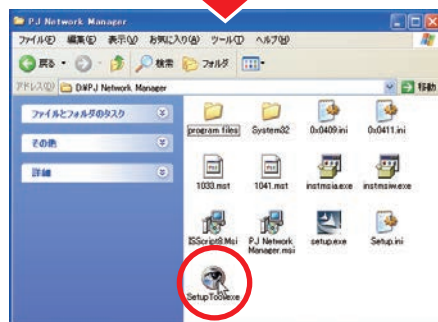 PJ Network Manager
ファイル(F) 編集(E) 表示(V) お気に入り(A) ツール(T) ヘルプ(H)
戻る 検索 フォルダ
アドレス(D) D:¥PJ Network Manager 移動
ファイルとフォルダのタスク
その他
詳細
program files System32 0x0409.ini 0x0411.ini
1033.mst 1041.mst instmsia.exe instmsiw.exe
ISScript8.Msi PJ Network Manager.msi setup.exe Setup.ini
SetupTool.exe